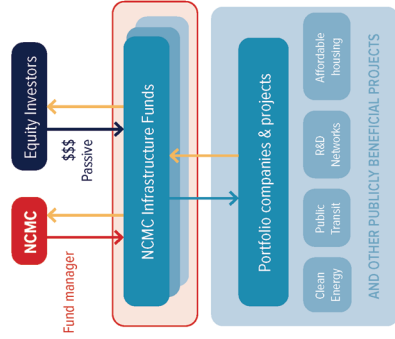 NCMC
Equity Investors
Fund manager
$$$
Passive
NCMC Infrastructure Funds
Portfolio companies & projects
Clean
Energy
Public
Transit
R&D
Networks
Affordable
housing
AND OTHER PUBLICLY BENEFICIAL PROJECTS